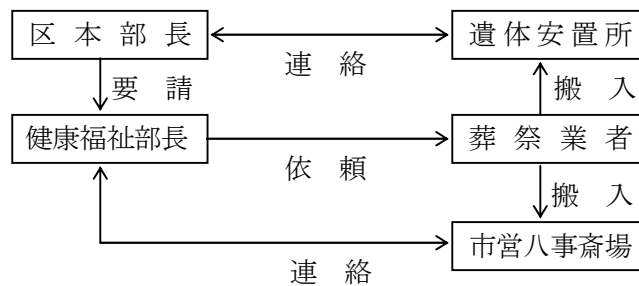 区本部長
遺体安置所
連絡
要請
搬入
健康福祉部長
葬祭業者
依頼
搬入
市営八事斎場
連絡